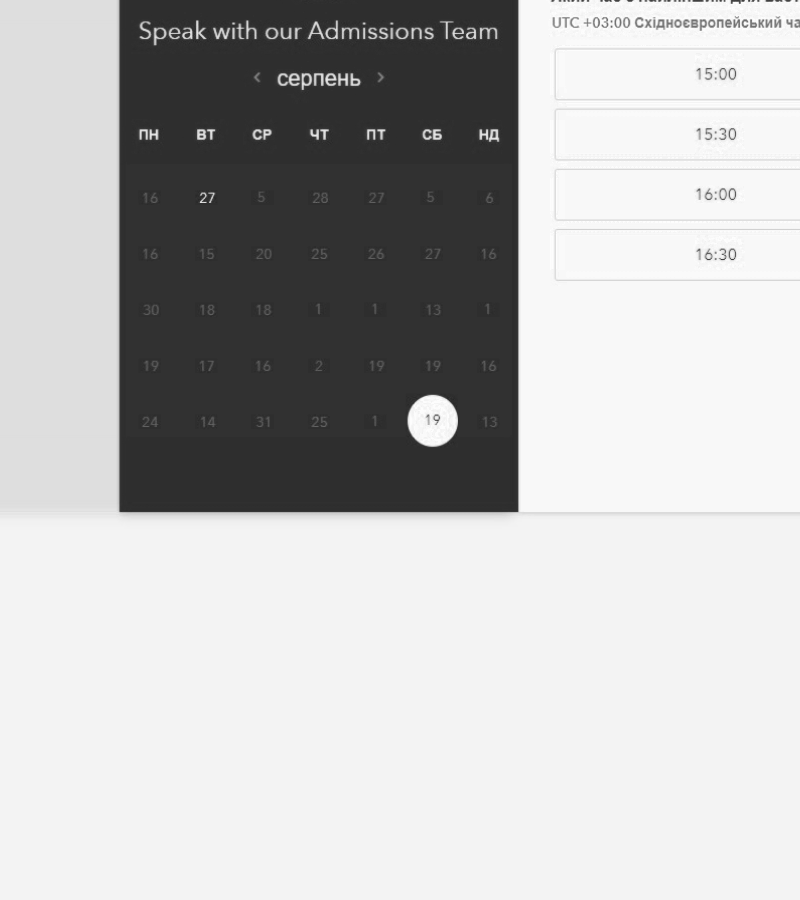 Speak with our Admissions Team
‹ серпень ›
ПН ВТ СР ЧТ ПТ СБ НД
16 27 5 28 27 5 6
16 15 20 25 26 27 16
30 18 18 1 1 13 1
19 17 16 2 19 19 16
24 14 31 25 1 19 13
UTC +03:00 Східноєвропейський
15:00
15:30
16:00
16:30